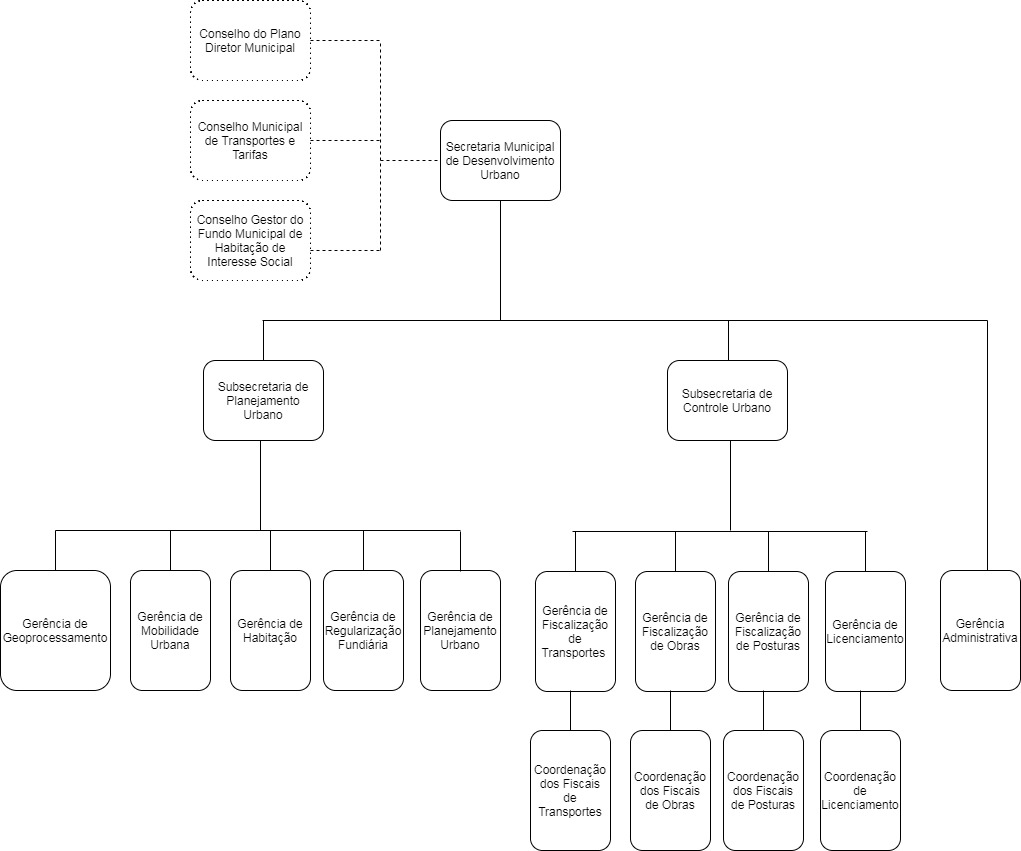 Conselho do Plano
Diretor Municipal
Conselho Municipal
de Transportes e
Tarifas
Secretaria Municipal
de Desenvolvimento
Urbano
Conselho Gestor do
Fundo Municipal de
Habitação de
Interesse Social
Subsecretaria de
Planejamento
Urbano
Subsecretaria de
Controle Urbano
Gerência de
Geoprocessamento
Gerência de
Mobilidade
Urbana
Gerência de
Habitação
Gerência de
Regularização
Fundiária
Gerência de
Planejamento
Urbano
Gerência de
Fiscalização
de
Transportes
Gerência de
Fiscalização
de Obras
Gerência de
Fiscalização
de Posturas
Gerência de
Licenciamento
Gerência
Administrativa
Coordenação
dos Fiscais
de
Transportes
Coordenação
dos Fiscais
de Obras
Coordenação
dos Fiscais
de Posturas
Coordenação
de
Licenciamento